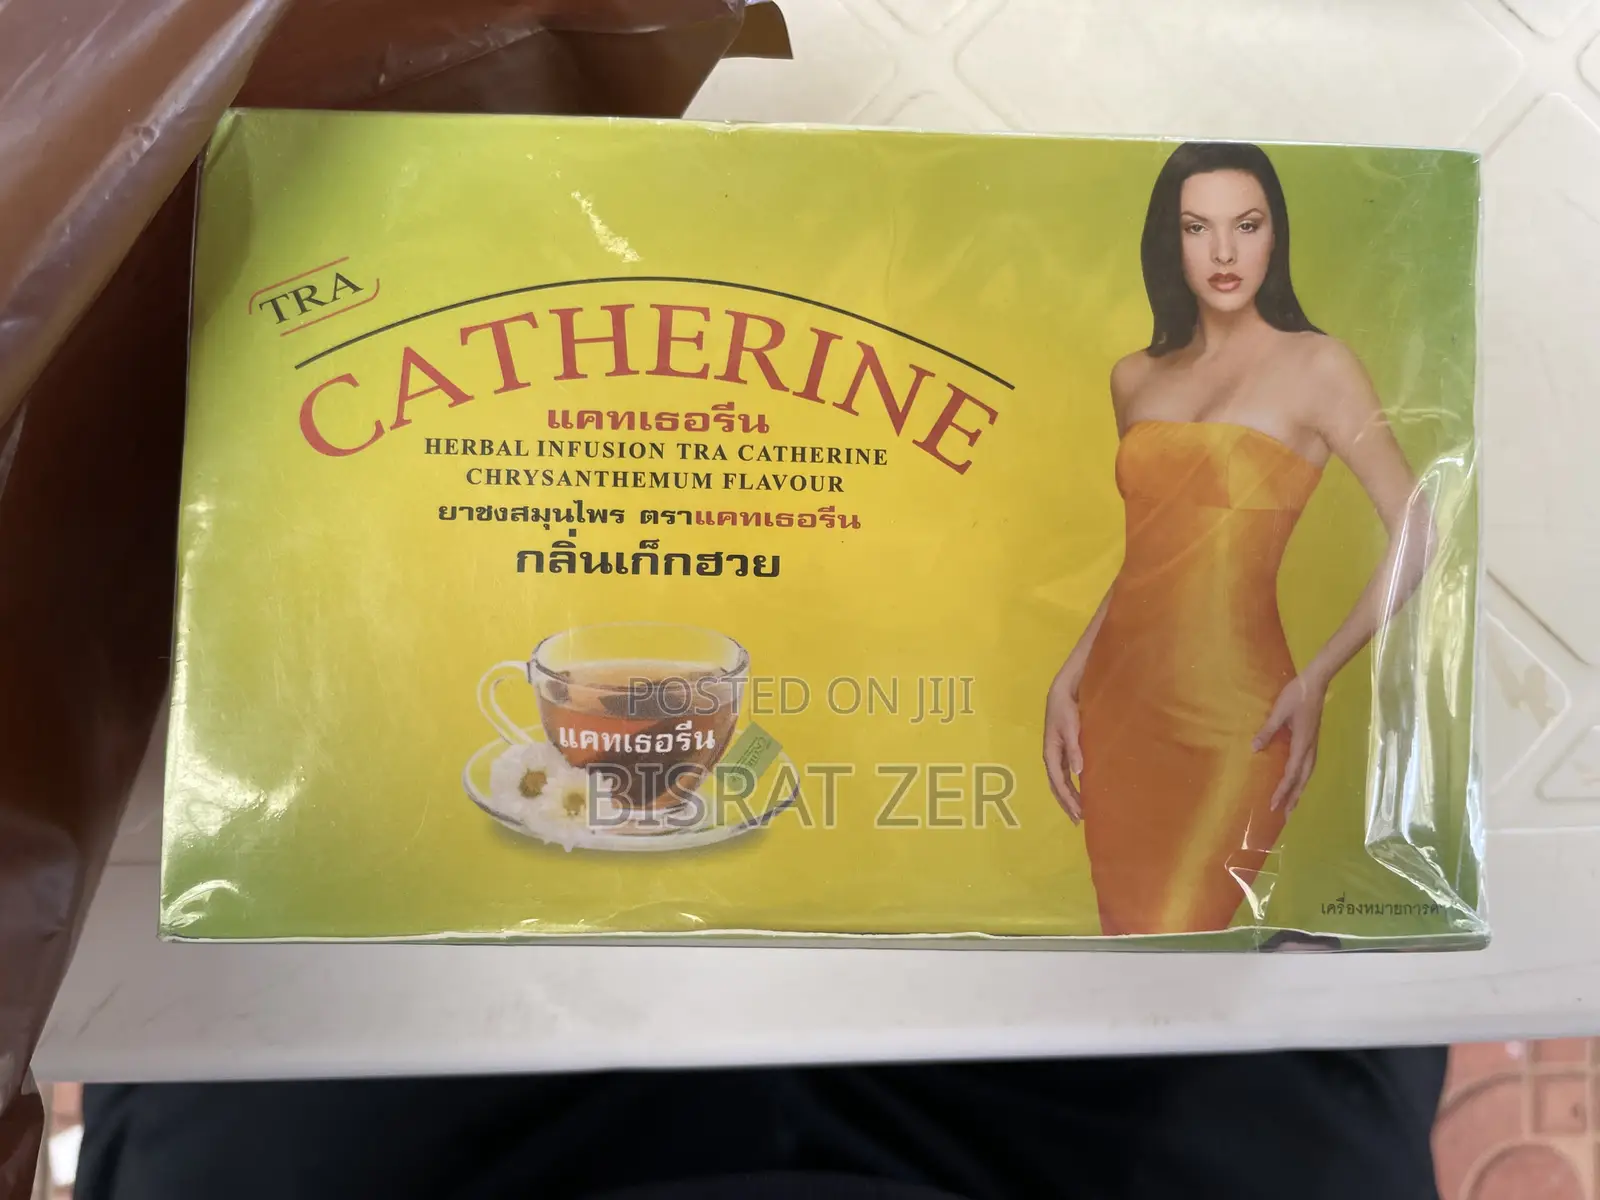 TRA
CATHERINE
แคทเธอรีน
HERBAL INFUSION TRA CATHERINE
CHRYSANTHEMUM FLAVOUR
ยาชงสมุนไพร ตราแคทเธอรีน
กลิ่นเก็กฮวย
POSTED ON JIJI
แคทเธอรีน
BISRAT ZER